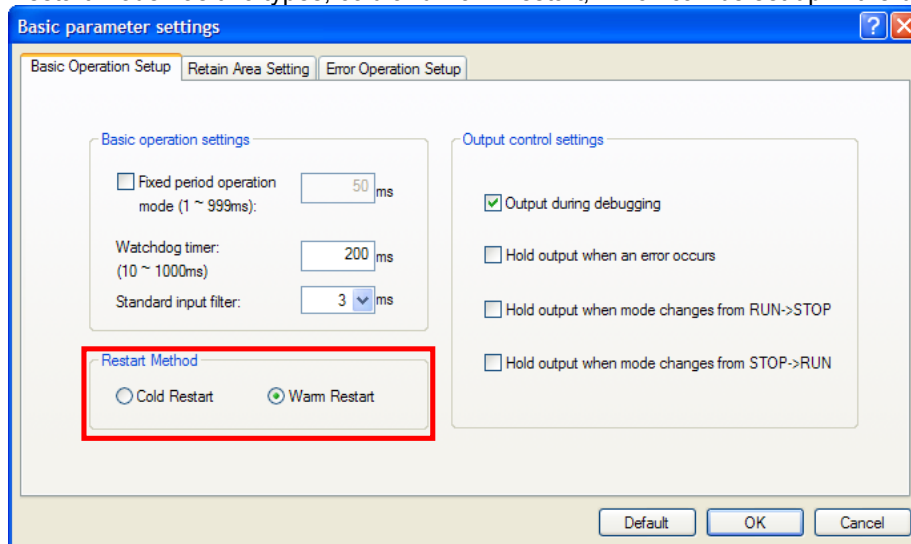 Basic parameter settings
Basic Operation Setup Retain Area Setting Error Operation Setup
Basic operation settings
Fixed period operation mode (1 ~ 999ms): 50 ms
Watchdog timer: (10 ~ 1000ms) 200 ms
Standard input filter: 3 ms
Restart Method
Cold Restart Warm Restart
Output control settings
Output during debugging
Hold output when an error occurs
Hold output when mode changes from RUN->STOP
Hold output when mode changes from STOP->RUN
Default OK Cancel